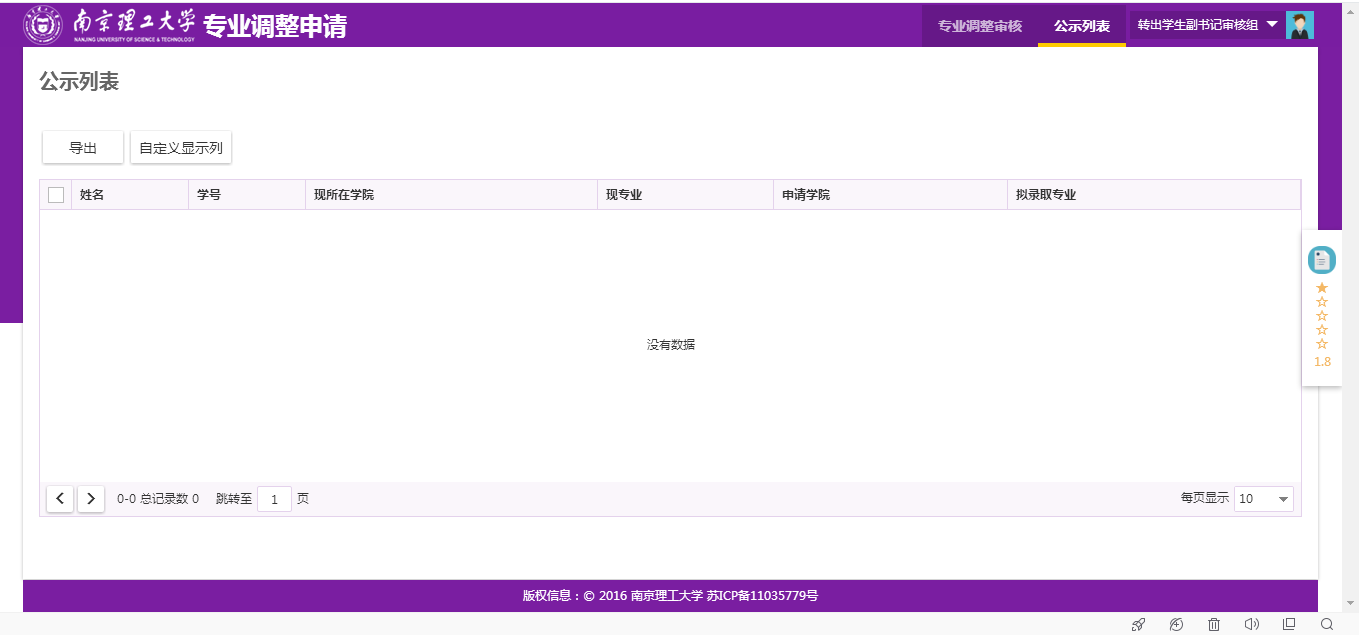 南京理工大学 专业调整申请
NANJING UNIVERSITY OF SCIENCE & TECHNOLOGY
专业调整审核 公示列表 转出学生副书记审核组
公示列表
导出 自定义显示列
姓名 学号 现所在学院 现专业 申请学院 拟录取专业
没有数据
1.8
0-0 总记录数 0 跳转至 1 页 每页显示 10
版权信息：© 2016 南京理工大学 苏ICP备11035779号